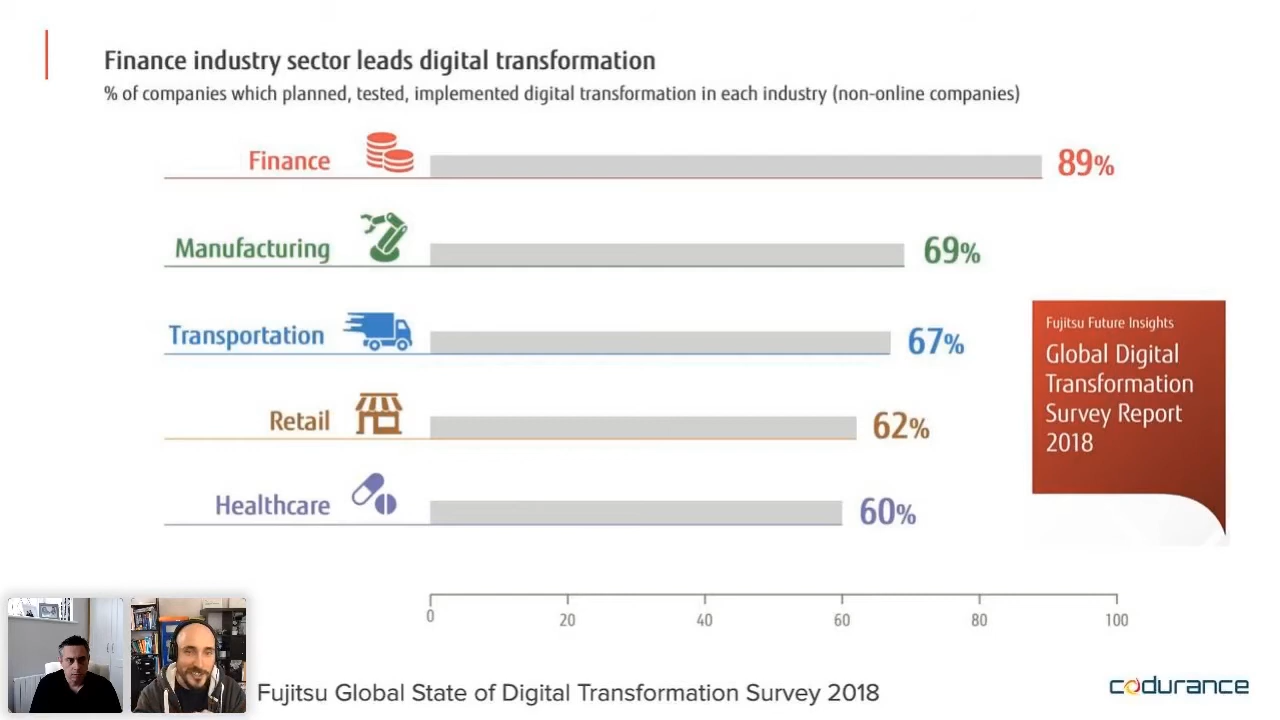 Finance industry sector leads digital transformation
% of companies which planned, tested, implemented digital transformation in each industry (non-online companies)
Finance 89%
Manufacturing 69%
Transportation 67%
Retail 62%
Healthcare 60%
Fujitsu Future Insights
Global Digital
Transformation
Survey Report
2018
0 20 40 60 80 100
Fujitsu Global State of Digital Transformation Survey 2018
codurance